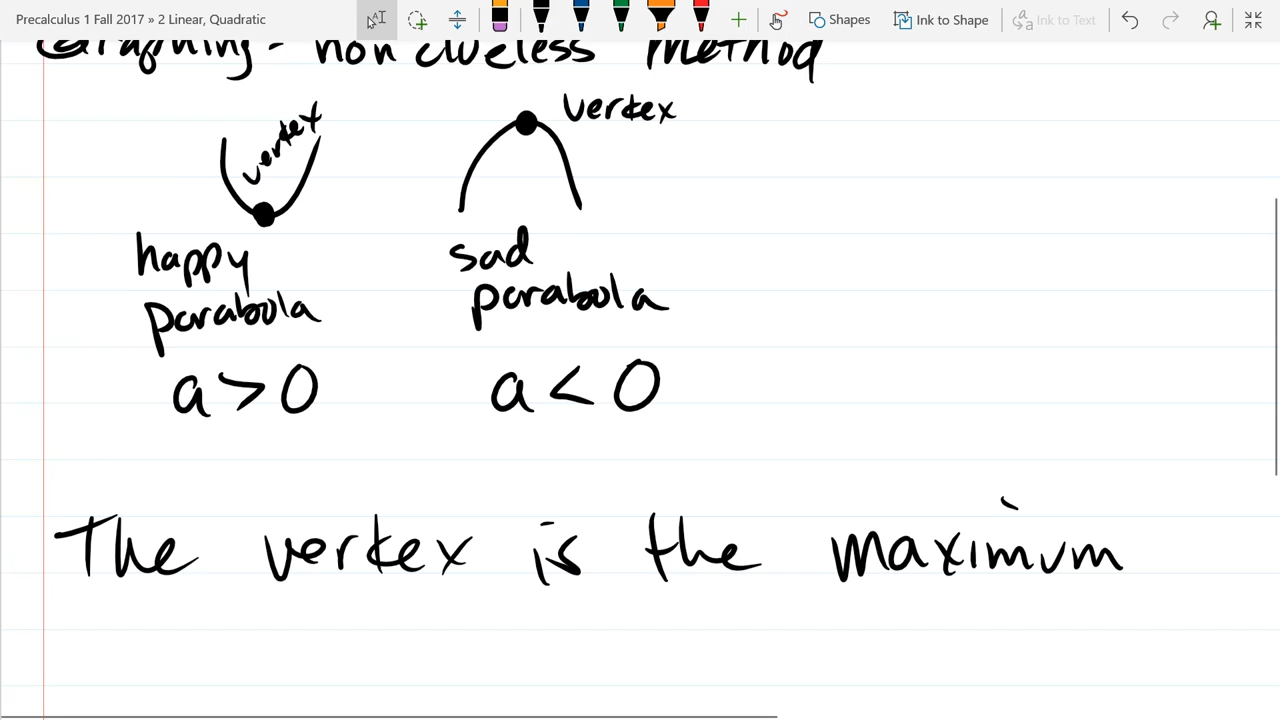 Precalculus 1 Fall 2017 » 2 Linear, Quadratic
Shapes
Ink to Shape
Ink to Text
Graphing - non clueless method
vertex
vertex
happy
parabola
sad
parabola
a > 0
a < 0
The vertex is the maximum